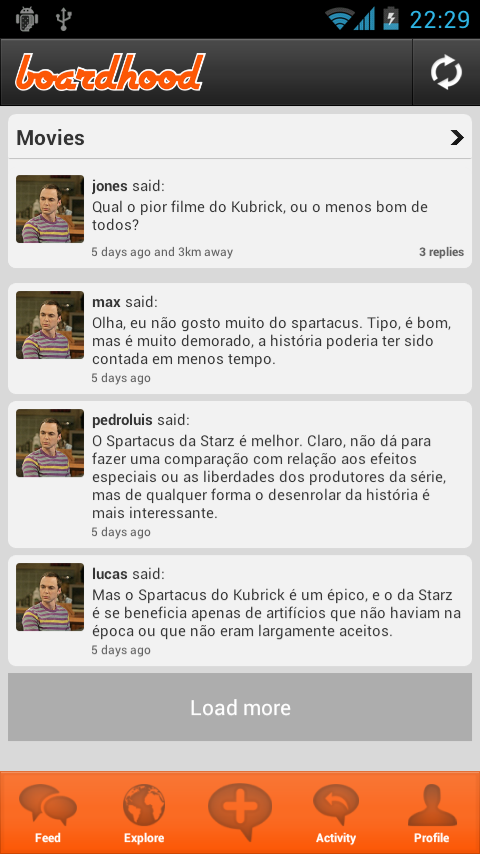 22:29
boardhood
Movies
jones said:
Qual o pior filme do Kubrick, ou o menos bom de
todos?
5 days ago and 3km away 3 replies
max said:
Olha, eu não gosto muito do spartacus. Tipo, é bom,
mas é muito demorado, a história poderia ter sido
contada em menos tempo.
5 days ago
pedroluis said:
O Spartacus da Starz é melhor. Claro, não dá para
fazer uma comparação com relação aos efeitos
especiais ou as liberdades dos produtores da série,
mas de qualquer forma o desenrolar da história é
mais interessante.
5 days ago
lucas said:
Mas o Spartacus do Kubrick é um épico, e o da Starz
é se beneficia apenas de artifícios que não haviam na
época ou que não eram largamente aceitos.
5 days ago
Load more
Feed Explore Activity Profile